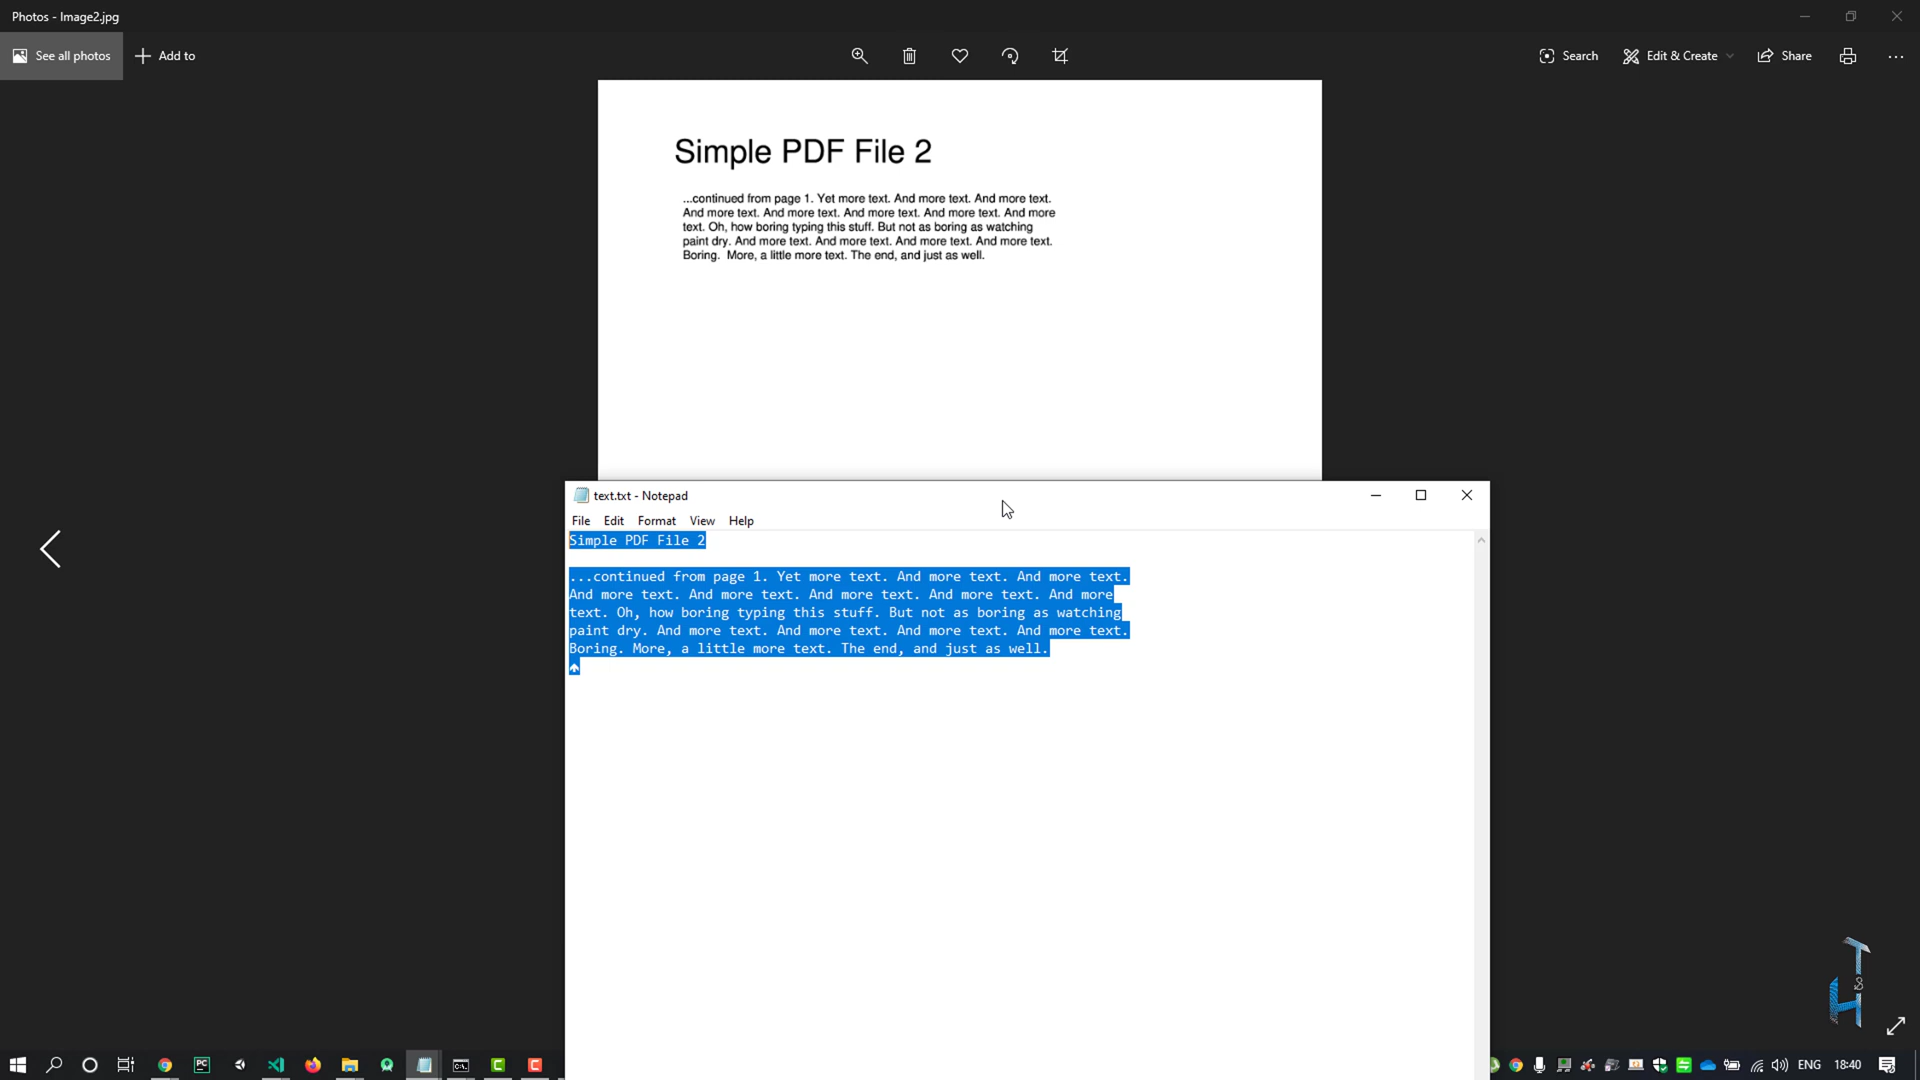 Photos - Image2.jpg
See all photos
Add to
Search
Edit & Create
Share
Simple PDF File 2
...continued from page 1. Yet more text. And more text. And more text.
And more text. And more text. And more text. And more text. And more
text. Oh, how boring typing this stuff. But not as boring as watching
paint dry. And more text. And more text. And more text. And more text.
Boring.  More, a little more text. The end, and just as well.
text.txt - Notepad
File Edit Format View Help
Simple PDF File 2
...continued from page 1. Yet more text. And more text. And more text.
And more text. And more text. And more text. And more text. And more
text. Oh, how boring typing this stuff. But not as boring as watching
paint dry. And more text. And more text. And more text. And more text.
Boring. More, a little more text. The end, and just as well.
PC
ENG
18:40